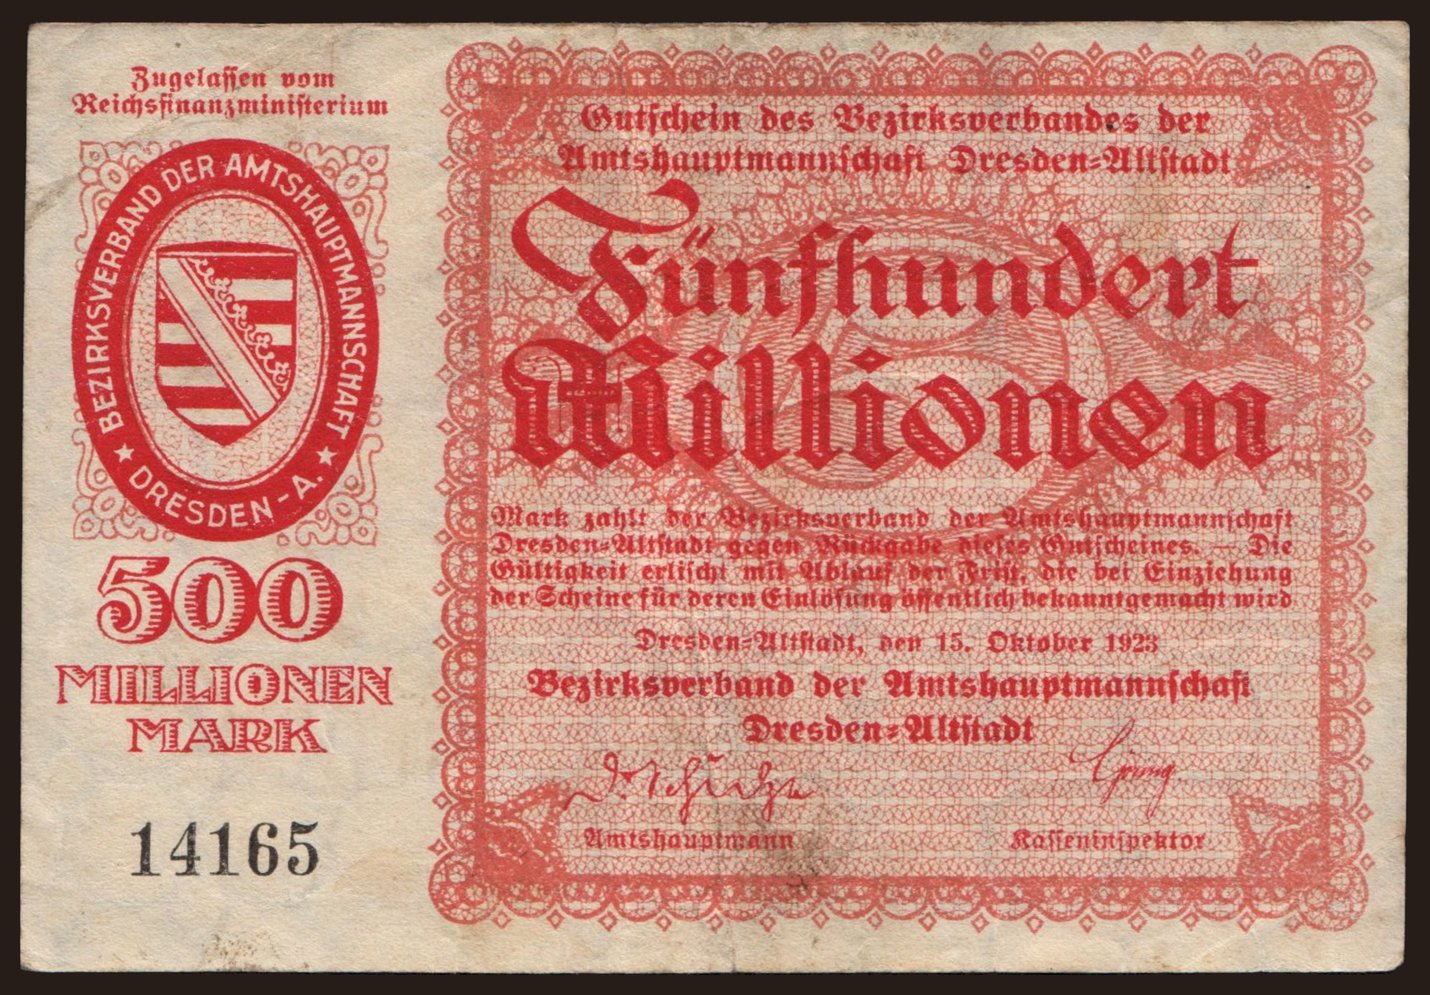 Zugelassen vom
Reichsfinanzministerium
BEZIRKSVERBAND DER AMTSHAUPTMANNSCHAFT
★ DRESDEN-A. ★
500
MILLIONEN
MARK
14165
Gutschein des Bezirksverbandes der
Amtshauptmannschaft Dresden=Altstadt
Fünfhundert
Millionen
Mark zahlt der Bezirksverband der Amtshauptmannschaft
Dresden=Altstadt gegen Rückgabe dieses Gutscheines. — Die
Gültigkeit erlischt mit Ablauf der Frist, die bei Einziehung
der Scheine für deren Einlösung öffentlich bekanntgemacht wird
Dresden=Altstadt, den 15. Oktober 1923
Bezirksverband der Amtshauptmannschaft
Dresden=Altstadt
Dr. Schulze
Amtshauptmann
Kasseninspektor